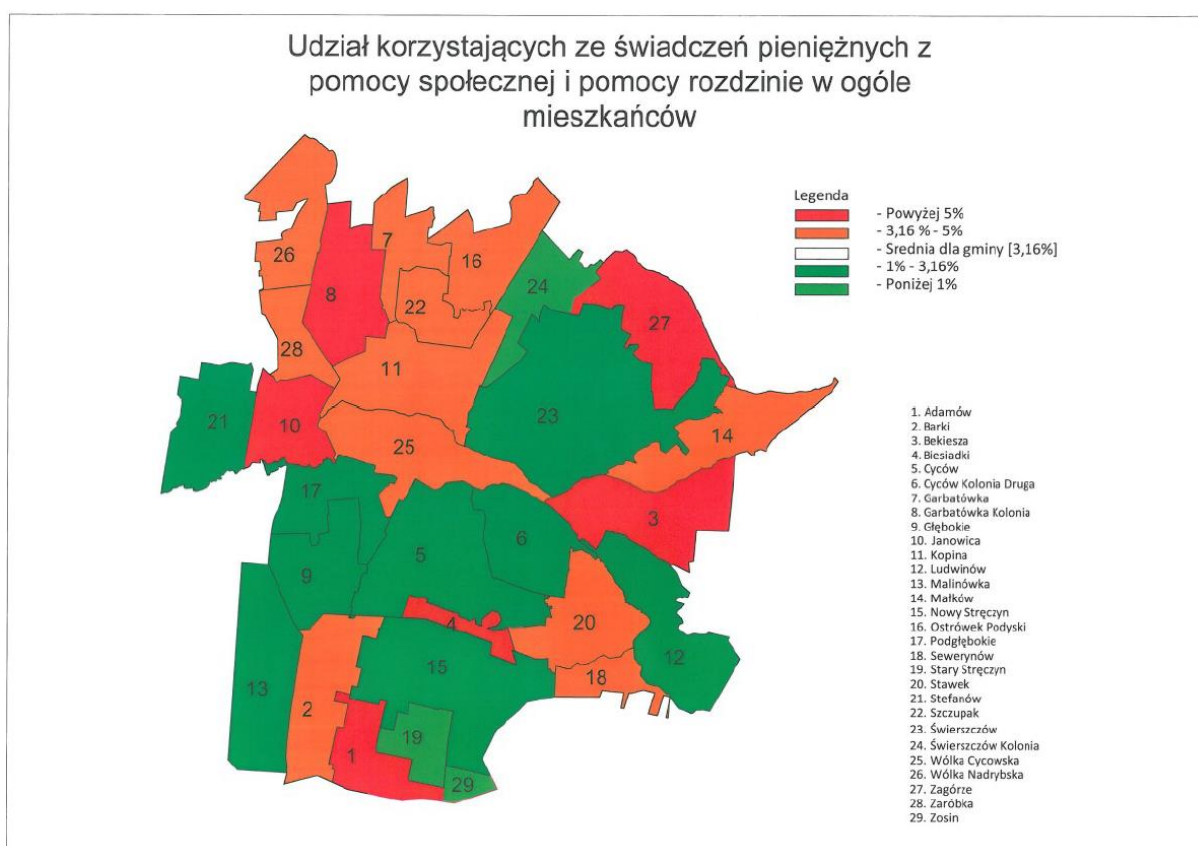 Udział korzystających ze świadczeń pieniężnych z
pomocy społecznej i pomocy rozdzinie w ogóle
mieszkańców
Legenda
- Powyżej 5%
- 3,16 % - 5%
- Srednia dla gminy [3,16%]
- 1% - 3,16%
- Poniżej 1%
26
7
16
8
22
24
27
28
11
21
10
23
14
25
17
3
5
6
9
4
20
12
13
15
18
2
1
19
29
1. Adamów
2. Barki
3. Bekiesza
4. Biesiadki
5. Cyców
6. Cyców Kolonia Druga
7. Garbatówka
8. Garbatówka Kolonia
9. Głębokie
10. Janowica
11. Kopina
12. Ludwinów
13. Malinówka
14. Małków
15. Nowy Stręczyn
16. Ostrówek Podyski
17. Podgłębokie
18. Sewerynów
19. Stary Stręczyn
20. Stawek
21. Stefanów
22. Szczupak
23. Świerszczów
24. Świerszczów Kolonia
25. Wólka Cycowska
26. Wólka Nadrybska
27. Zagórze
28. Zaróbka
29. Zosin